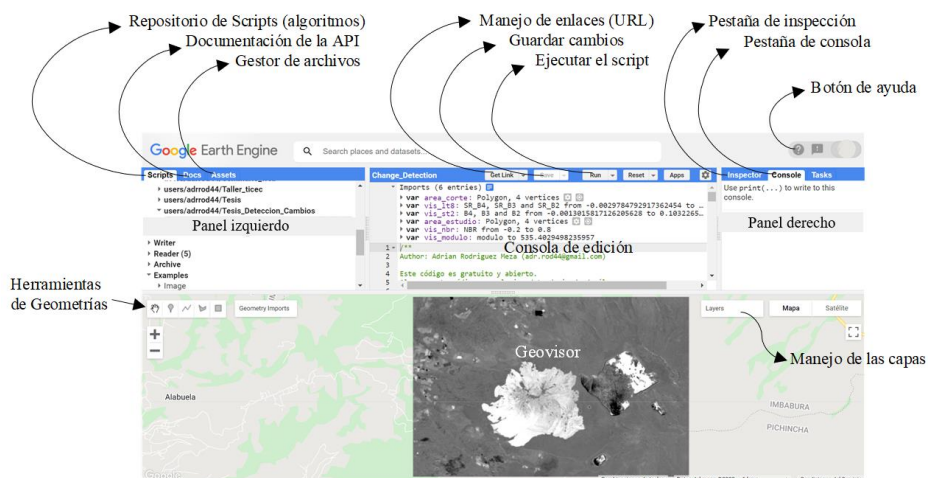 Repositorio de Scripts (algoritmos)
Documentación de la API
Gestor de archivos
Manejo de enlaces (URL)
Guardar cambios
Ejecutar el script
Pestaña de inspección
Pestaña de consola
Botón de ayuda
Google Earth Engine
Search places and datasets...
Scripts Docs Assets
users/adrrod44/Taller_ticec
users/adrrod44/Tesis
users/adrrod44/Tesis_Deteccion_Cambios
Panel izquierdo
Writer
Reader (5)
Archive
Examples
Image
Change_Detection
Get Link Save Run Reset Apps
Imports (6 entries)
var area_corte: Polygon, 4 vertices
var vis_lt8: SR_B4, SR_B3 and SR_B2 from -0.0029784792917362454 to ...
var vis_st2: B4, B3 and B2 from -0.0013015817126205628 to 0.1032265...
var area_estudio: Polygon, 4 vertices
var vis_nbr: NBR from -0.2 to 0.8
var vis_modulo: modulo to 535.4029498235957
Consola de edición
1 /**
2 Author: Adrian Rodriguez Meza (adr.rod44@gmail.com)
3
4 Este código es gratuito y abierto.
Inspector Console Tasks
Use print(...) to write to this
console.
Panel derecho
Herramientas
de Geometrías
Geometry Imports
+
−
Geovisor
Layers
Mapa Satélite
Manejo de las capas
Alabuela
IMBABURA
PICHINCHA
Google